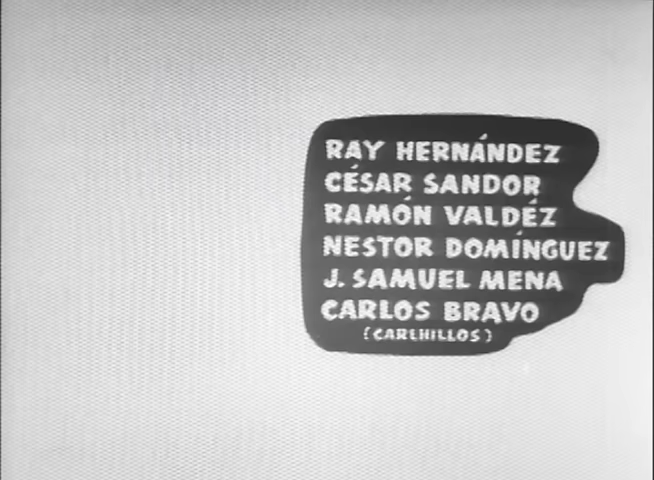 RAY HERNÁNDEZ
CÉSAR SANDOR
RAMÓN VALDÉZ
NESTOR DOMÍNGUEZ
J. SAMUEL MENA
CARLOS BRAVO
(CARLHILLOS)